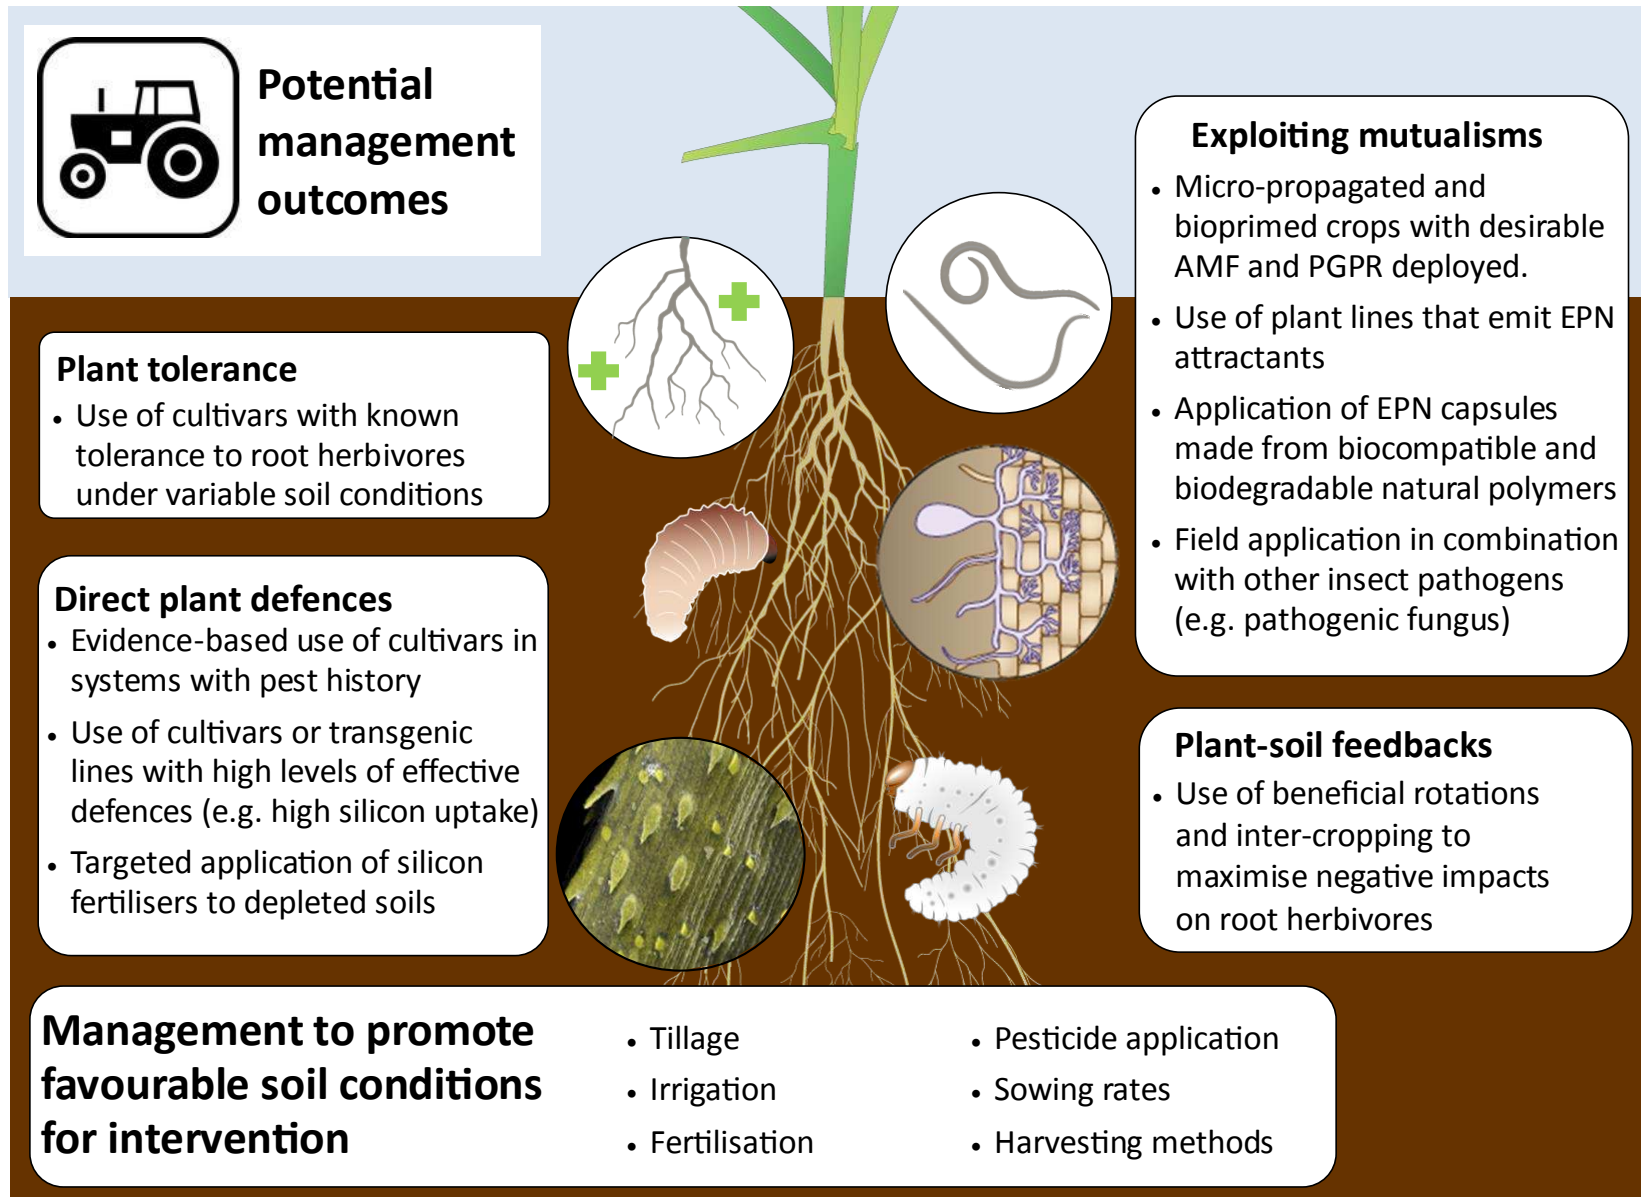 Potential
management
outcomes
Plant tolerance
• Use of cultivars with known
tolerance to root herbivores
under variable soil conditions
Direct plant defences
• Evidence-based use of cultivars in
systems with pest history
• Use of cultivars or transgenic
lines with high levels of effective
defences (e.g. high silicon uptake)
• Targeted application of silicon
fertilisers to depleted soils
Exploiting mutualisms
• Micro-propagated and
bioprimed crops with desirable
AMF and PGPR deployed.
• Use of plant lines that emit EPN
attractants
• Application of EPN capsules
made from biocompatible and
biodegradable natural polymers
• Field application in combination
with other insect pathogens
(e.g. pathogenic fungus)
Plant-soil feedbacks
• Use of beneficial rotations
and inter-cropping to
maximise negative impacts
on root herbivores
Management to promote
favourable soil conditions
for intervention
• Tillage
• Irrigation
• Fertilisation
• Pesticide application
• Sowing rates
• Harvesting methods